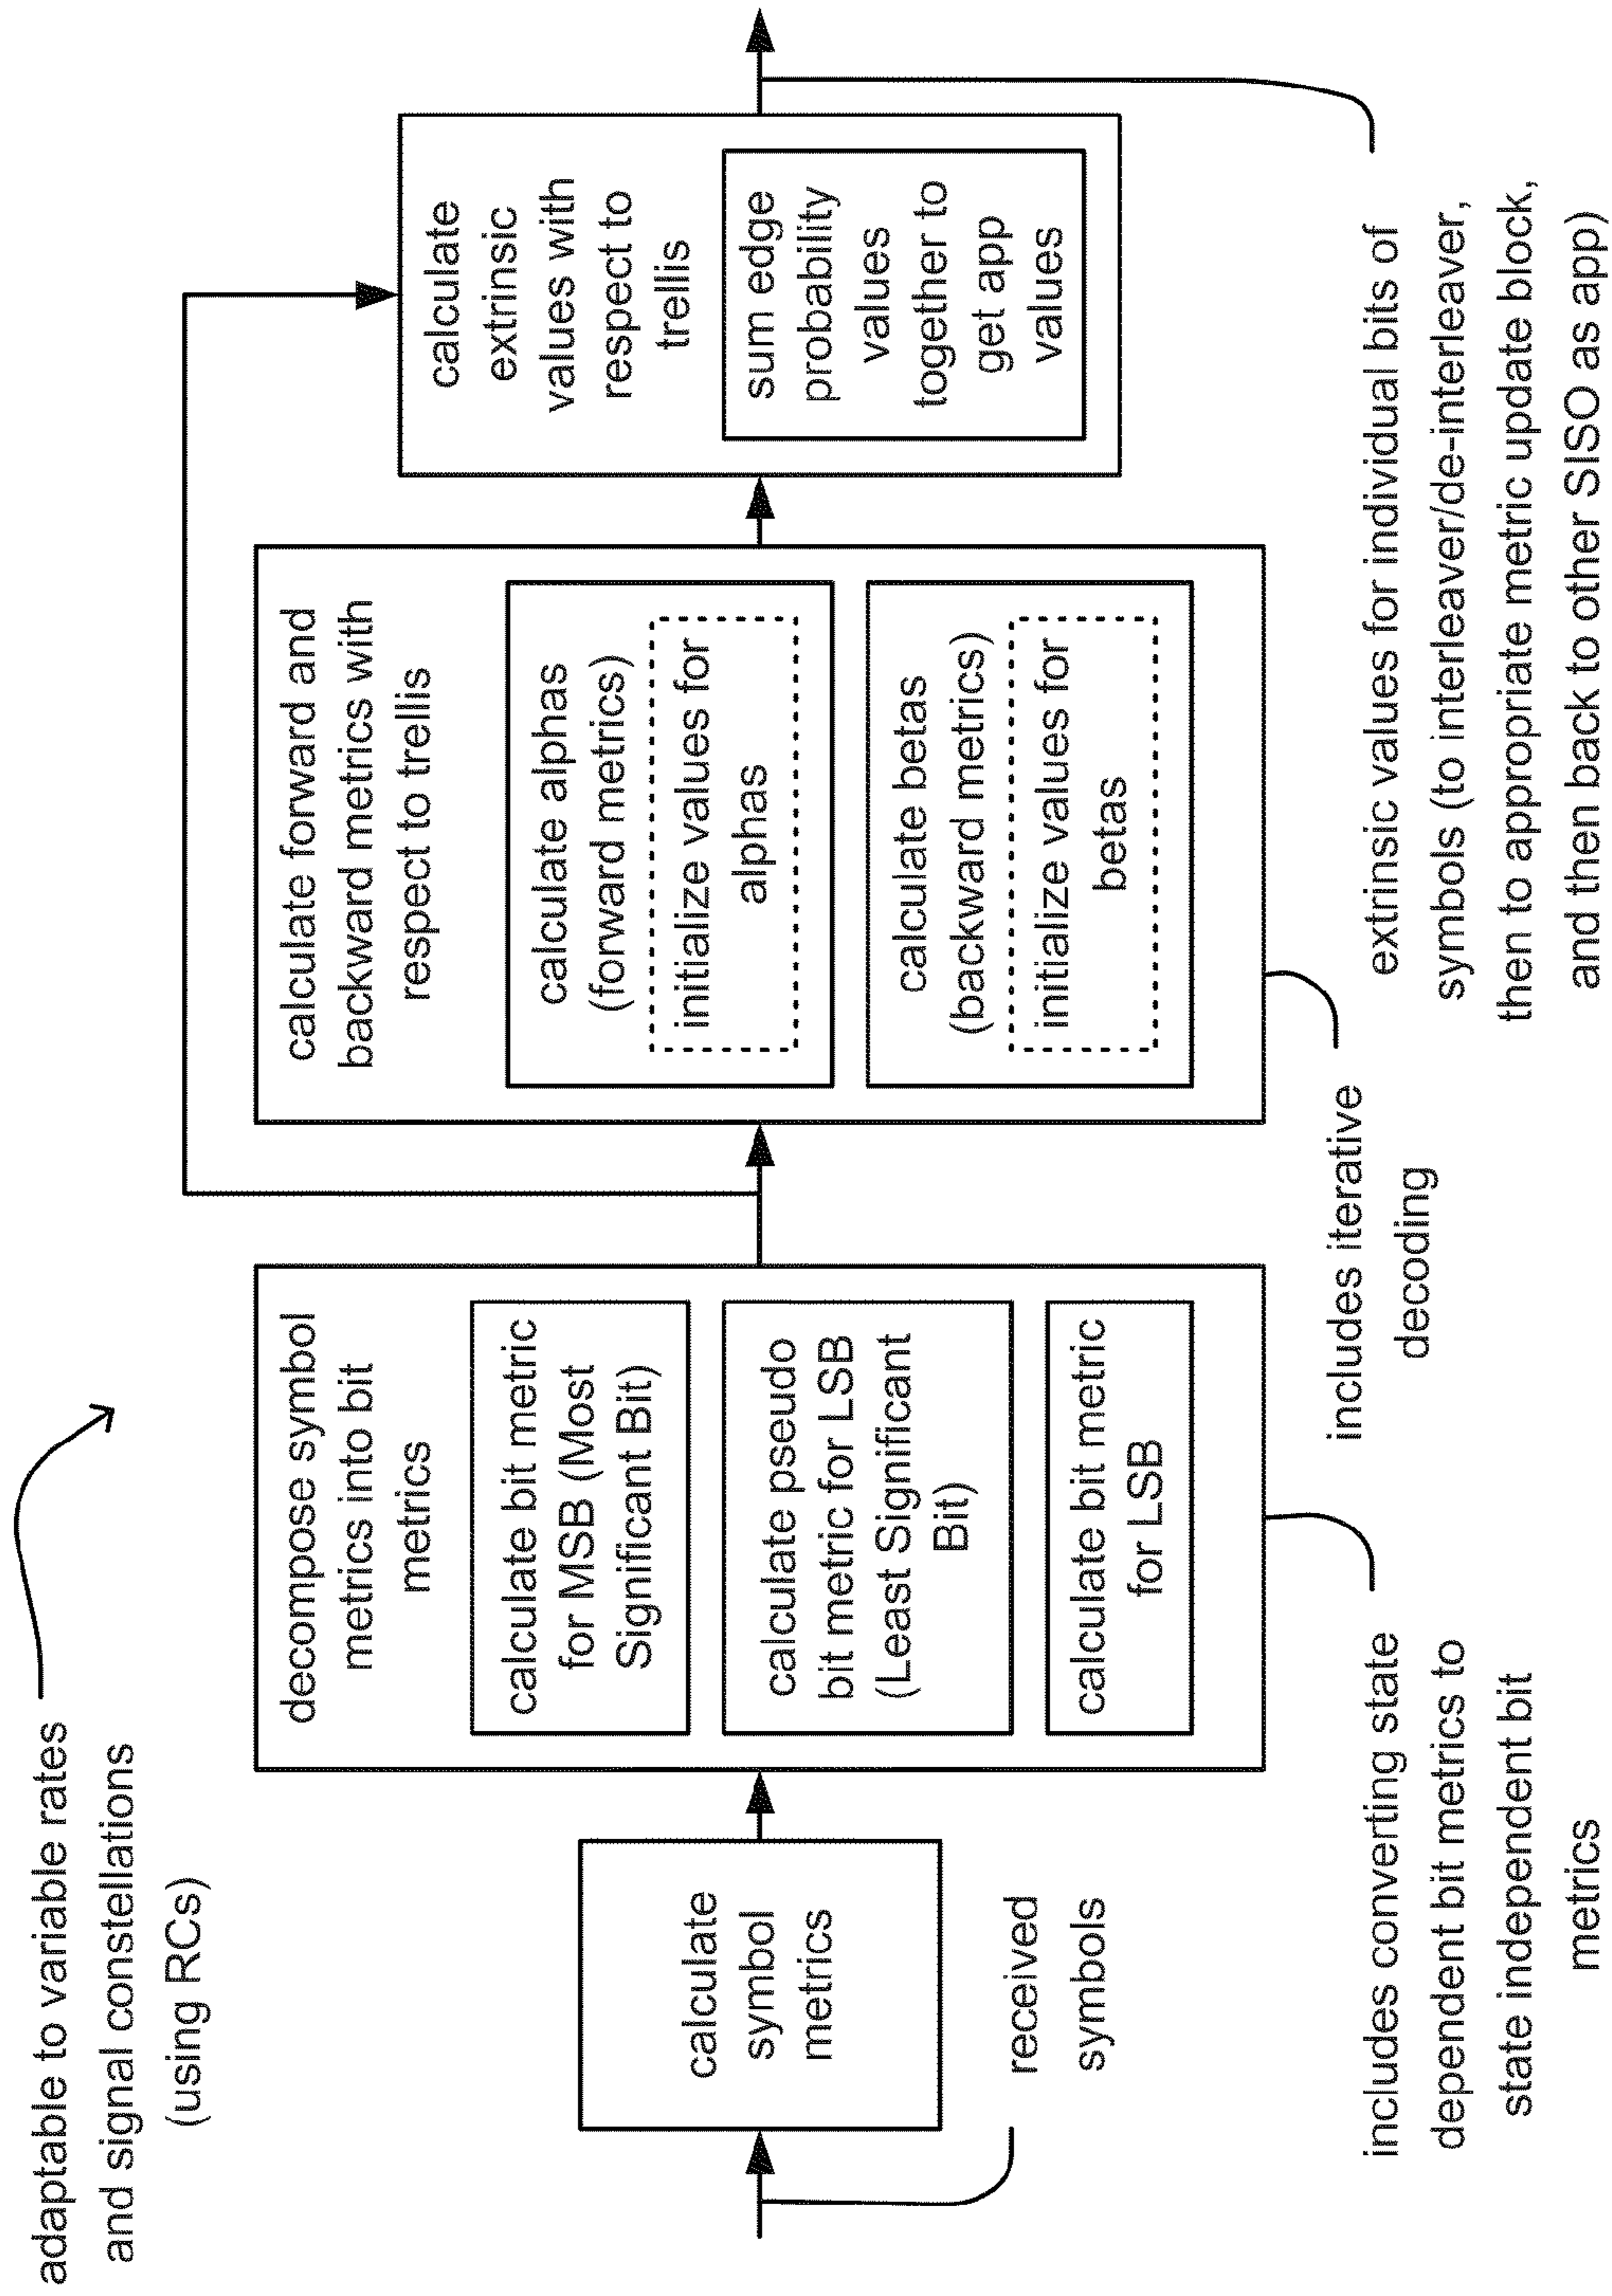 adaptable to variable rates
and signal constellations
(using RCs)
calculate
symbol
metrics
received
symbols
decompose symbol
metrics into bit
metrics
calculate bit metric
for MSB (Most
Significant Bit)
calculate pseudo
bit metric for LSB
(Least Significant
Bit)
calculate bit metric
for LSB
includes converting state
dependent bit metrics to
state independent bit
metrics
calculate forward and
backward metrics with
respect to trellis
calculate alphas
(forward metrics)
initialize values for
alphas
calculate betas
(backward metrics)
initialize values for
betas
includes iterative
decoding
calculate
extrinsic
values with
respect to
trellis
sum edge
probability
values
together to
get app
values
extrinsic values for individual bits of
symbols (to interleaver/de-interleaver,
then to appropriate metric update block,
and then back to other SISO as app)